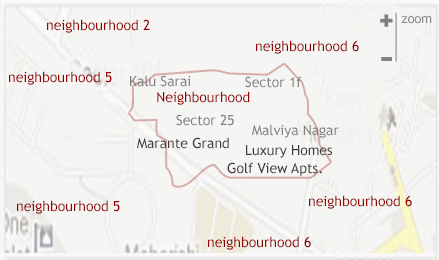 neighbourhood 2
zoom
neighbourhood 6
neighbourhood 5
Kalu Sarai
Sector 1f
Neighbourhood
Sector 25
Malviya Nagar
Marante Grand
Luxury Homes
Golf View Apts.
neighbourhood 5
neighbourhood 6
One
Maharishi
neighbourhood 6